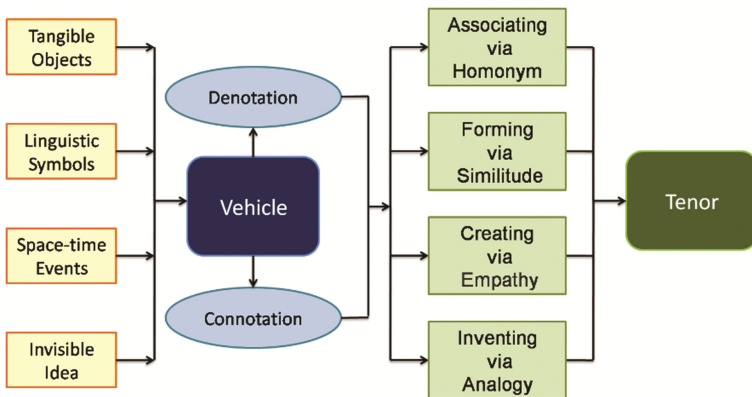 Tangible
Objects
Linguistic
Symbols
Space-time
Events
Invisible
Idea
Denotation
Vehicle
Connotation
Associating
via
Homonym
Forming
via
Similitude
Creating
via
Empathy
Inventing
via
Analogy
Tenor